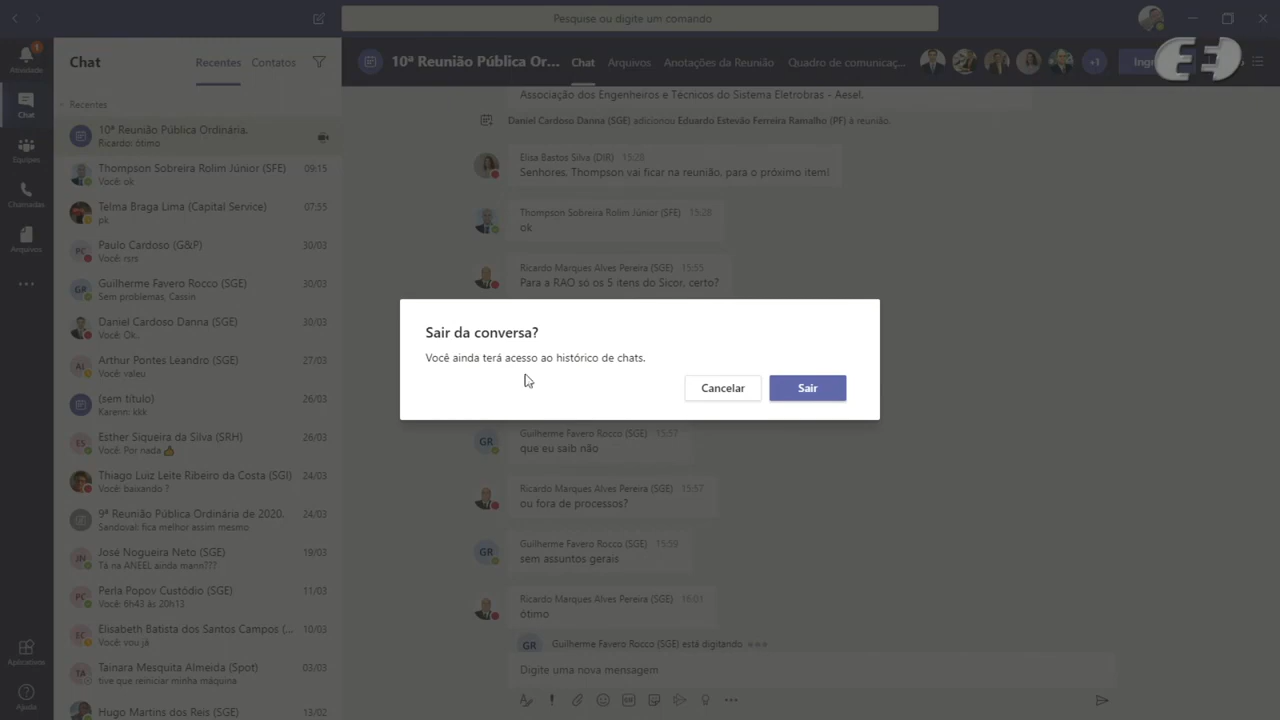 Pesquise ou digite um comando
Atividade
Chat
Equipes
Chamadas
Arquivos
Aplicativos
Ajuda
Chat
Recentes
Contatos
Recentes
10ª Reunião Pública Ordinária.
Ricardo: ótimo
Thompson Sobreira Rolim Júnior (SFE) 09:15
Você: ok
Telma Braga Lima (Capital Service) 07:55
pk
Paulo Cardoso (G&P) 30/03
Você: rsrs
Guilherme Favero Rocco (SGE) 30/03
Sem problemas, Cassin
Daniel Cardoso Danna (SGE) 30/03
Você: Ok..
Arthur Pontes Leandro (SGE) 27/03
Você: valeu
(sem título) 26/03
Karenn: kkk
Esther Siqueira da Silva (SRH) 26/03
Você: Por nada
Thiago Luiz Leite Ribeiro da Costa (SGI) 24/03
Você: baixando ?
9ª Reunião Pública Ordinária de 2020. 24/03
Sandoval: fica melhor assim mesmo
José Nogueira Neto (SGE) 19/03
Tá na ANEEL ainda mann???
Perla Popov Custódio (SGE) 11/03
Você: 6h43 às 20h13
Elisabeth Batista dos Santos Campos (... 10/03
Você: vou já
Tainara Mesquita Almeida (Spot) 03/03
tive que reiniciar minha máquina
Hugo Martins dos Reis (SGE) 13/02
10ª Reunião Pública Or...
Chat
Arquivos
Anotações da Reunião
Quadro de comunicaç...
+1
Associação dos Engenheiros e Técnicos do Sistema Eletrobras - Aesel.
Daniel Cardoso Danna (SGE) adicionou Eduardo Estevão Ferreira Ramalho (PF) à reunião.
Elisa Bastos Silva (DIR) 15:28
Senhores, Thompson vai ficar na reunião, para o próximo item!
Thompson Sobreira Rolim Júnior (SFE) 15:28
ok
Ricardo Marques Alves Pereira (SGE) 15:55
Para a RAO só os 5 itens do Sicor, certo?
Sair da conversa?
Você ainda terá acesso ao histórico de chats.
Cancelar
Sair
Guilherme Favero Rocco (SGE) 15:57
que eu saib não
Ricardo Marques Alves Pereira (SGE) 15:57
ou fora de processos?
Guilherme Favero Rocco (SGE) 15:59
sem assuntos gerais
Ricardo Marques Alves Pereira (SGE) 16:01
ótimo
Guilherme Favero Rocco (SGE) está digitando
Digite uma nova mensagem